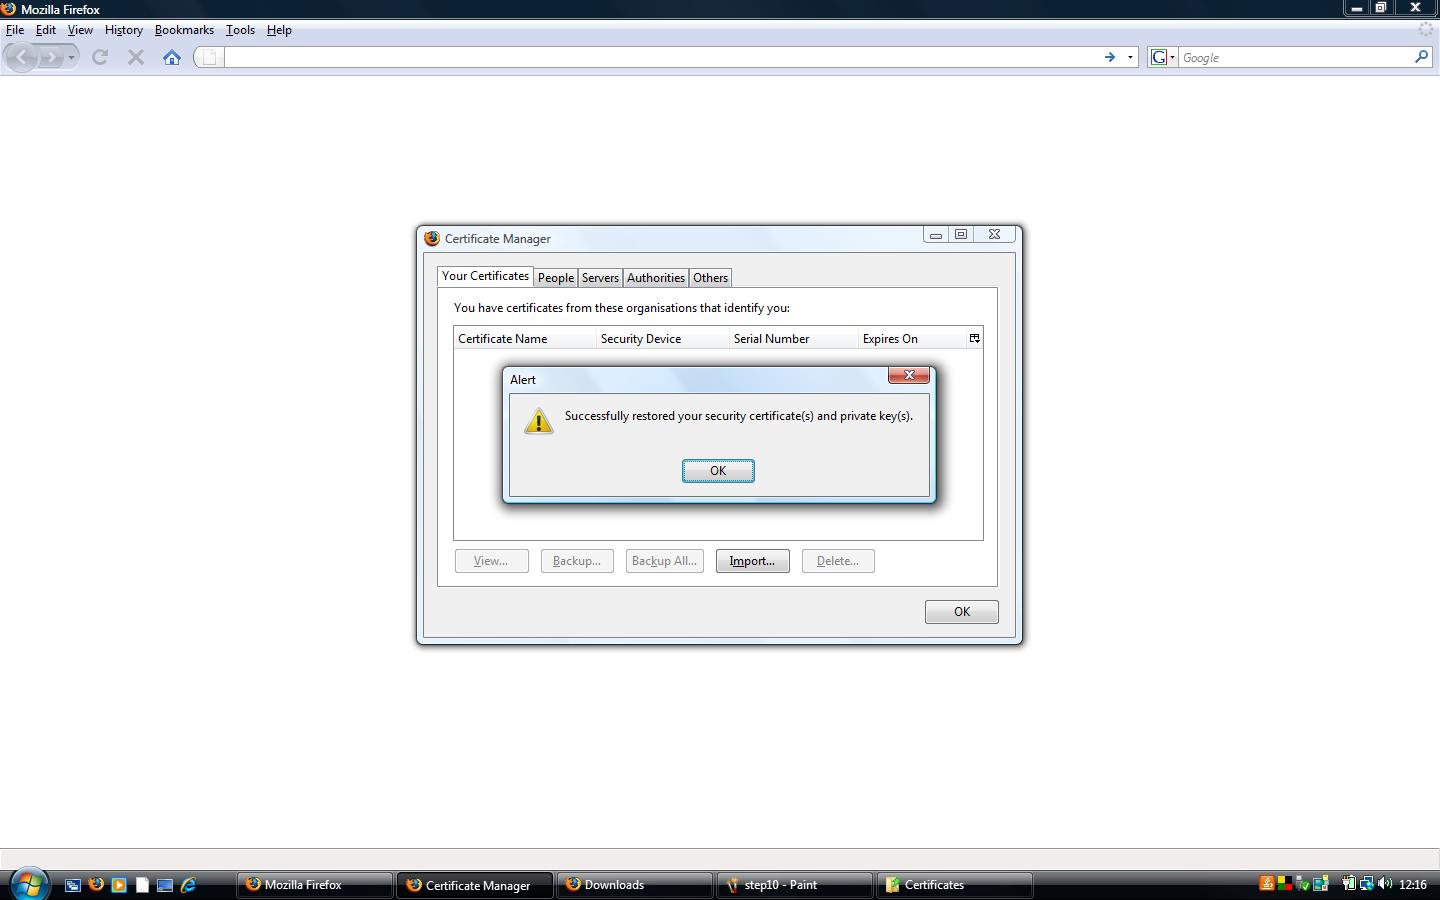 Mozilla Firefox
File Edit View History Bookmarks Tools Help
G Google
Certificate Manager
Your Certificates People Servers Authorities Others
You have certificates from these organisations that identify you:
Certificate Name Security Device Serial Number Expires On
Alert
Successfully restored your security certificate(s) and private key(s).
OK
View... Backup... Backup All... Import... Delete...
OK
Mozilla Firefox Certificate Manager Downloads step10 - Paint Certificates 12:16